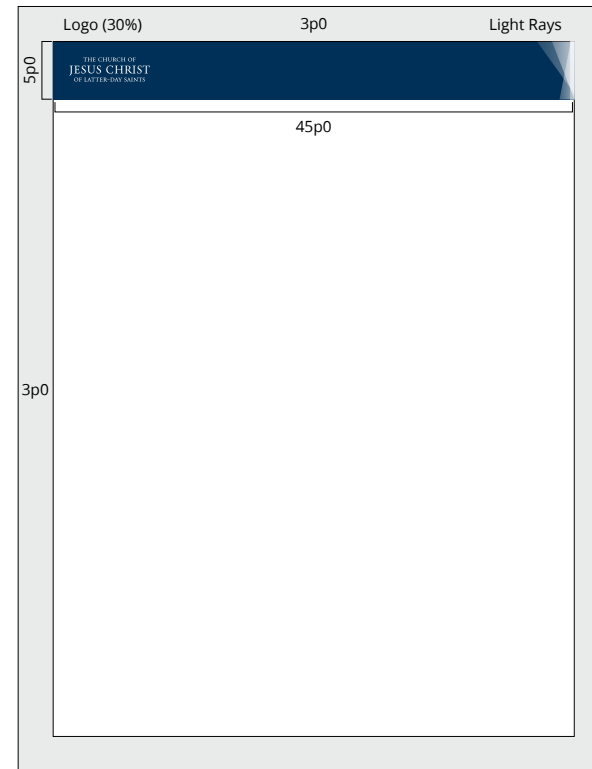 Logo (30%) 3p0 Light Rays
5p0
THE CHURCH OF
JESUS CHRIST
OF LATTER-DAY SAINTS
45p0
3p0